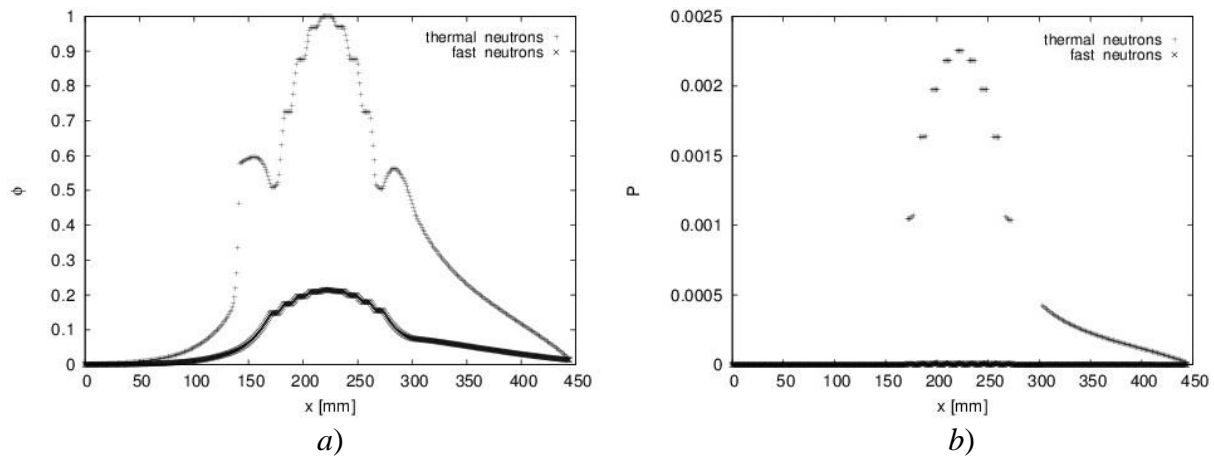 1
0.9
0.8
0.7
0.6
0.5
0.4
0.3
0.2
0.1
0
ϕ
thermal neutrons +
fast neutrons ×
0 50 100 150 200 250 300 350 400 450
x [mm]
a)
0.0025
0.002
0.0015
0.001
0.0005
0
P
thermal neutrons +
fast neutrons ×
0 50 100 150 200 250 300 350 400 450
x [mm]
b)